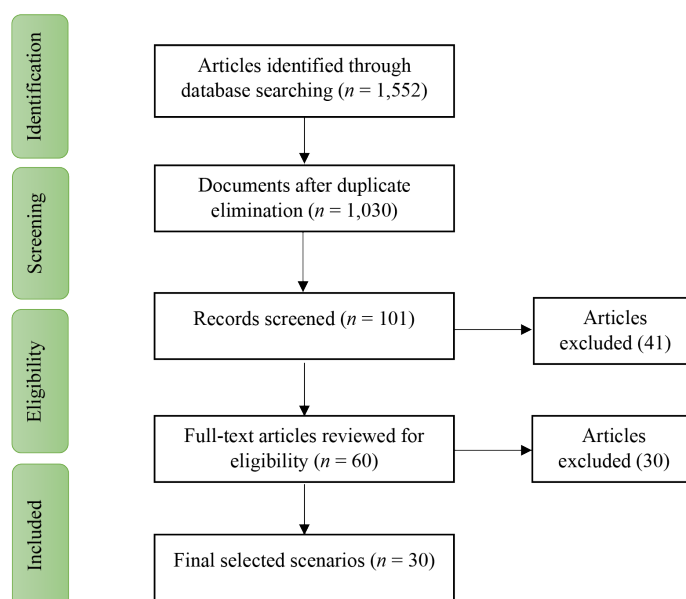 Identification
Articles identified through
database searching (n = 1,552)
Screening
Documents after duplicate
elimination (n = 1,030)
Eligibility
Records screened (n = 101)
Articles
excluded (41)
Full-text articles reviewed for
eligibility (n = 60)
Articles
excluded (30)
Included
Final selected scenarios (n = 30)